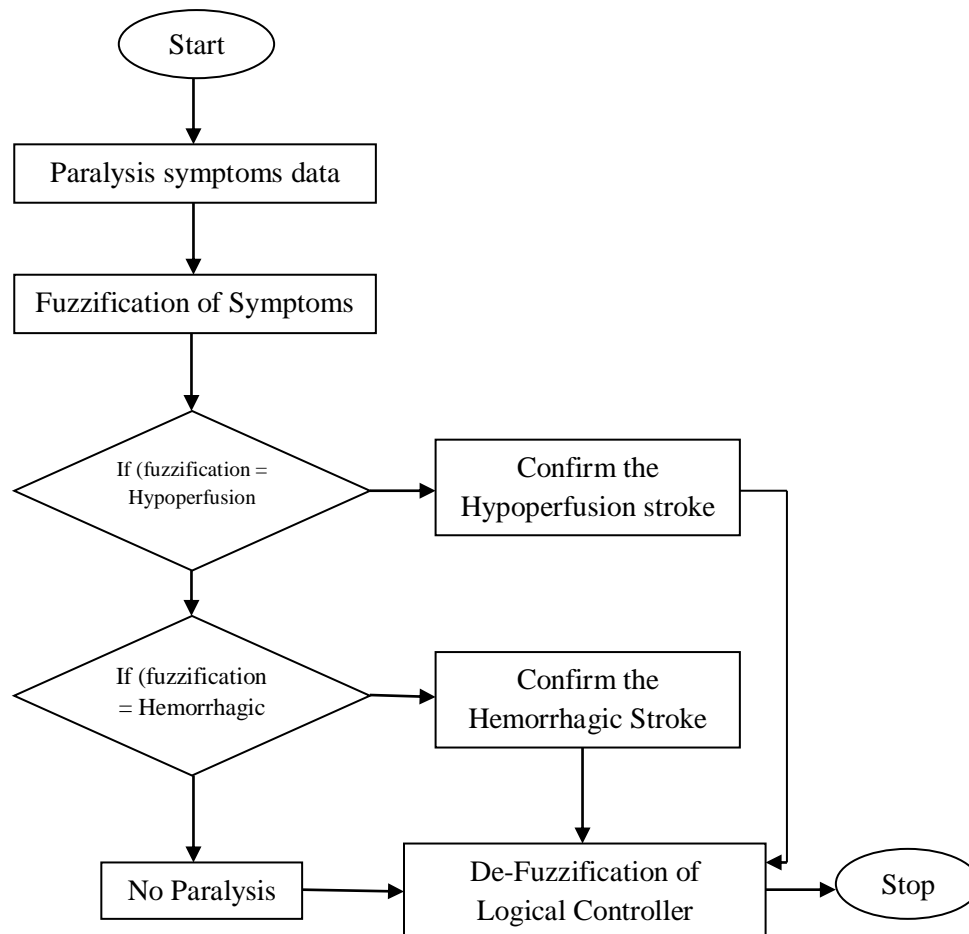 Start
Paralysis symptoms data
Fuzzification of Symptoms
If (fuzzification =
Hypoperfusion
Confirm the
Hypoperfusion stroke
If (fuzzification
= Hemorrhagic
Confirm the
Hemorrhagic Stroke
No Paralysis
De-Fuzzification of
Logical Controller
Stop